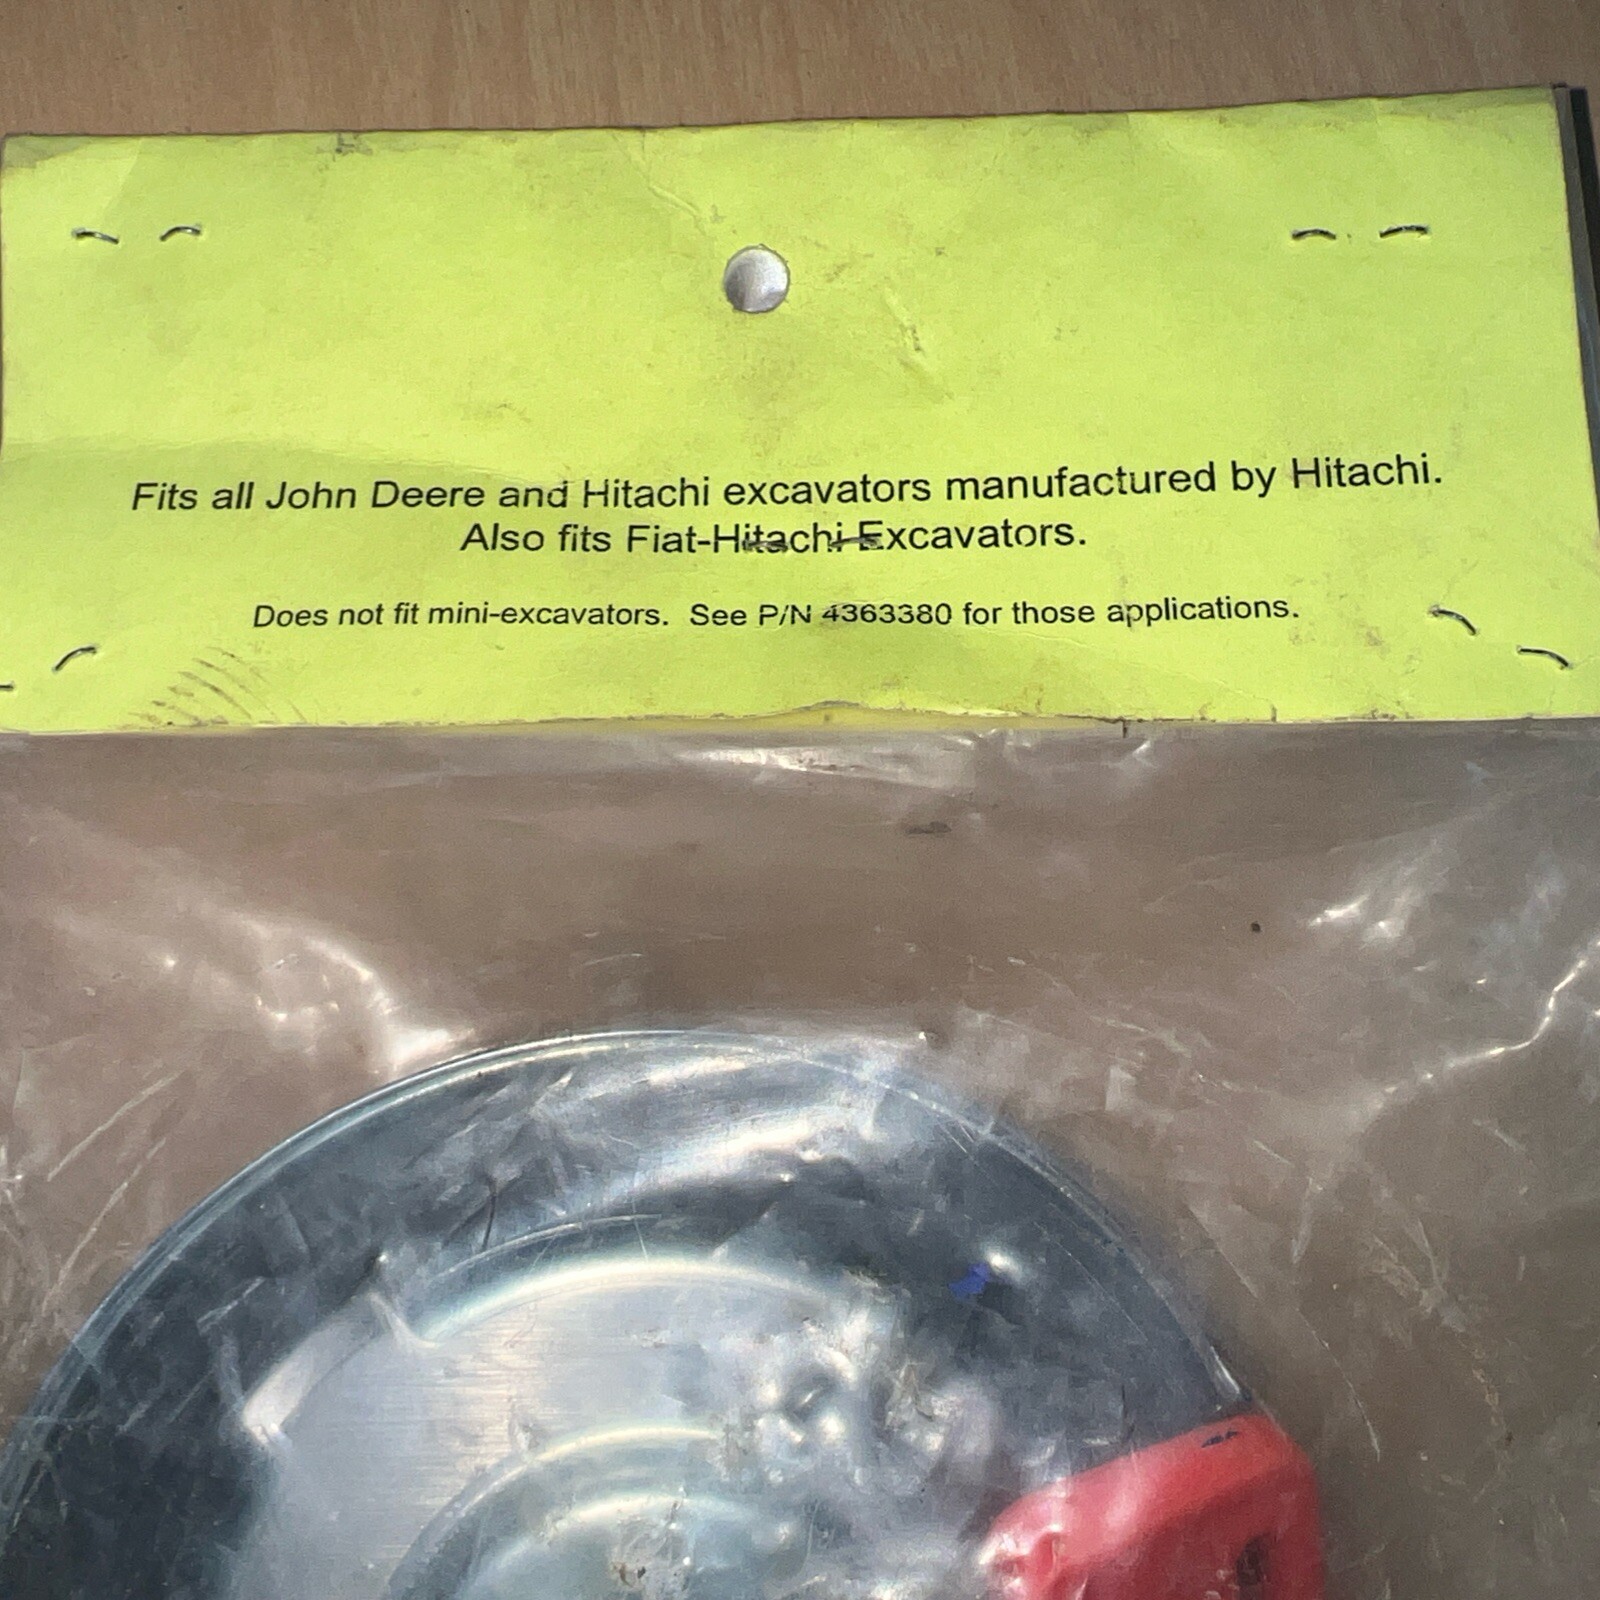 Fits all John Deere and Hitachi excavators manufactured by Hitachi.
Also fits Fiat-Hitachi Excavators.
Does not fit mini-excavators. See P/N 4363380 for those applications.